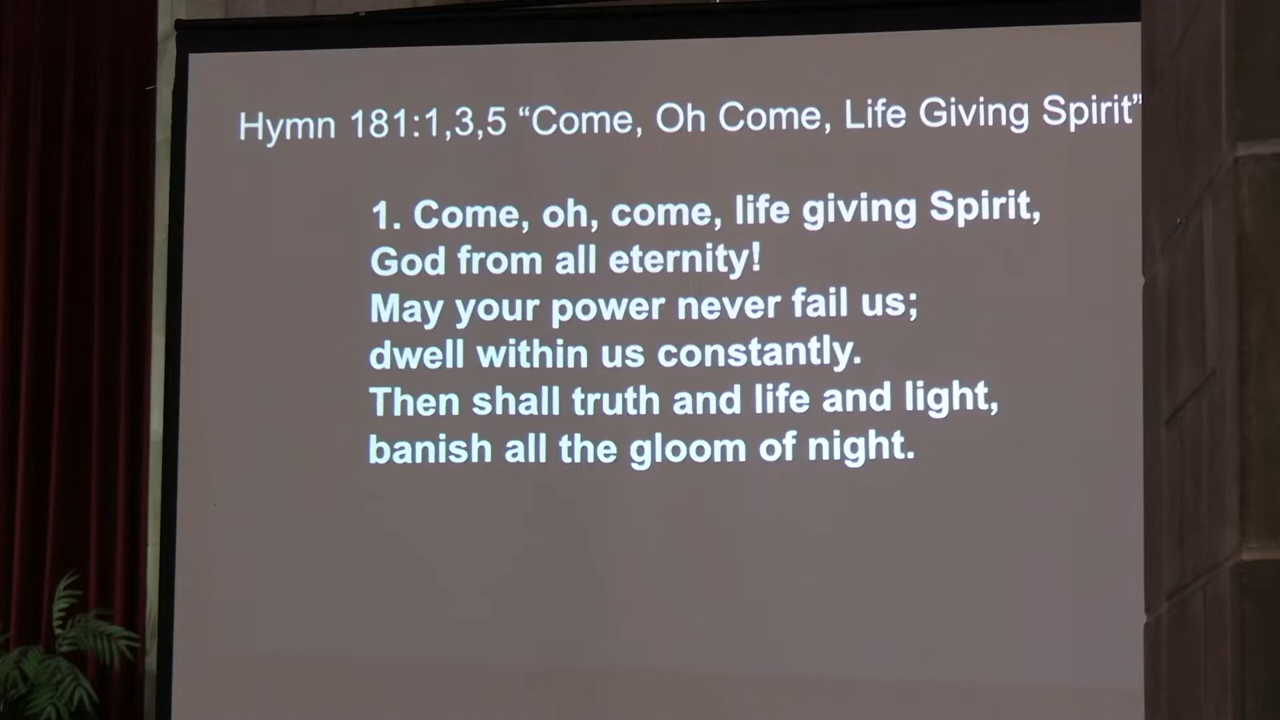 Hymn 181:1,3,5 “Come, Oh Come, Life Giving Spirit”
1. Come, oh, come, life giving Spirit,
God from all eternity!
May your power never fail us;
dwell within us constantly.
Then shall truth and life and light,
banish all the gloom of night.